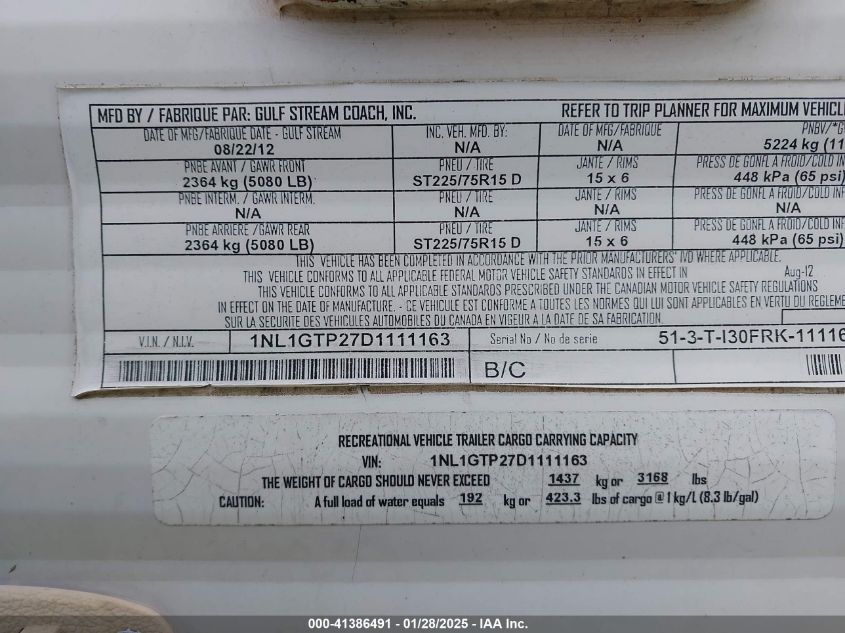 MFD BY / FABRIQUE PAR: GULF STREAM COACH, INC. REFER TO TRIP PLANNER FOR MAXIMUM VEHICLE
DATE OF MFG/FABRIQUE DATE - GULF STREAM INC. VEH. MFD. BY: DATE OF MFG/FABRIQUE PNBV/*G
08/22/12 N/A N/A 5224 kg (11
PNBE AVANT / GAWR FRONT PNEU / TIRE JANTE / RIMS PRESS DE GONFL A FROID/COLD IN
2364 kg (5080 LB) ST225/75R15 D 15 x 6 448 kPa (65 psi)
PNBE INTERM. / GAWR INTERM. PNEU / TIRE JANTE / RIMS PRESS DE GONFL A FROID/COLD INF
N/A N/A N/A N/A
PNBE ARRIERE /GAWR REAR PNEU / TIRE JANTE / RIMS PRESS DE GONFL A FROID/COLD INF
2364 kg (5080 LB) ST225/75R15 D 15 x 6 448 kPa (65 psi)
THIS VEHICLE HAS BEEN COMPLETED IN ACCORDANCE WITH THE PRIOR MANUFACTURERS' IVD WHERE APPLICABLE.
THIS VEHICLE CONFORMS TO ALL APPLICABLE FEDERAL MOTOR VEHICLE SAFETY STANDARDS IN EFFECT IN Aug-12
THIS VEHICLE CONFORMS TO ALL APPLICABLE STANDARDS PRESCRIBED UNDER THE CANADIAN MOTOR VEHICLE SAFETY REGULATIONS
IN EFFECT ON THE DATE OF MANUFACTURE. - CE VEHICULE EST CONFORME A TOUTES LES NORMES QUI LUI SONT APPLICABLES EN VERTU DU REGLEME
SUR LA SECURITE DES VEHICULES AUTOMOBILES DU CANADA EN VIGEUR A LA DATE DE SA FABRICATION.
V.I.N. / N.I.V. 1NL1GTP27D1111163 Serial No / No de serie 51-3-T-I30FRK-11116
B/C
RECREATIONAL VEHICLE TRAILER CARGO CARRYING CAPACITY
VIN: 1NL1GTP27D1111163
THE WEIGHT OF CARGO SHOULD NEVER EXCEED 1437 kg or 3168 lbs
CAUTION: A full load of water equals 192 kg or 423.3 lbs of cargo @ 1 kg/L (8.3 lb/gal)
000-41386491 - 01/28/2025 - IAA Inc.